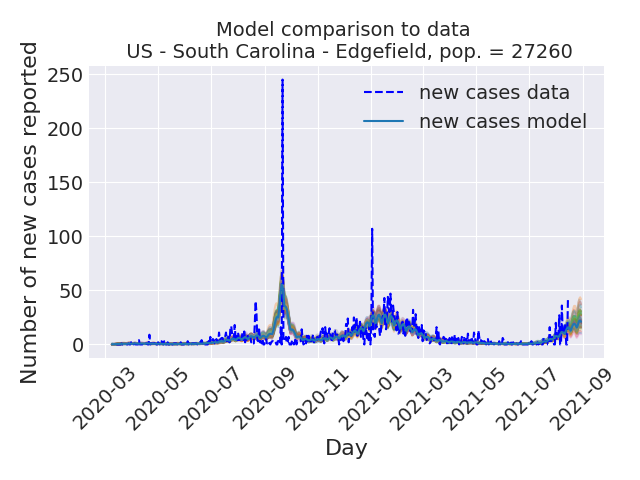 Model comparison to data
US - South Carolina - Edgefield, pop. = 27260
Number of new cases reported
250
200
150
100
50
0
new cases data
new cases model
2020-03
2020-05
2020-07
2020-09
2020-11
2021-01
2021-03
2021-05
2021-07
2021-09
Day